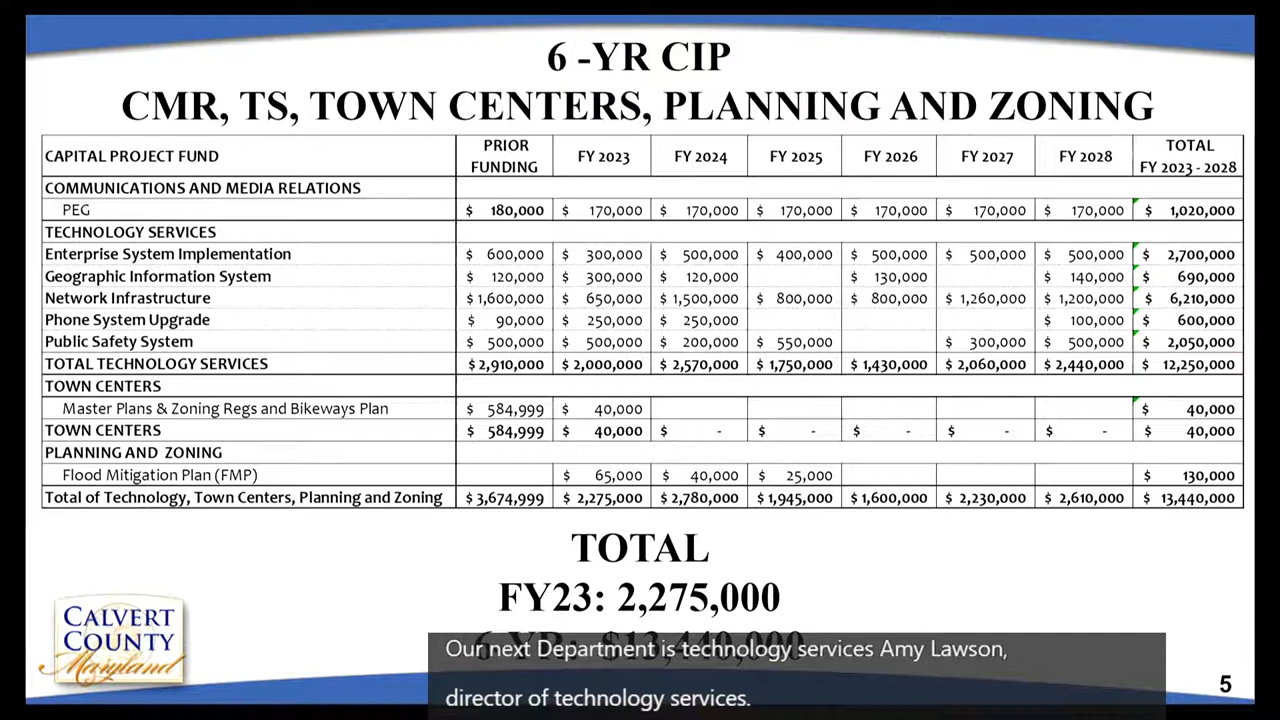 6 -YR CIP
CMR, TS, TOWN CENTERS, PLANNING AND ZONING
CAPITAL PROJECT FUND PRIOR FUNDING FY 2023 FY 2024 FY 2025 FY 2026 FY 2027 FY 2028 TOTAL FY 2023 - 2028
COMMUNICATIONS AND MEDIA RELATIONS
PEG $ 180,000 $ 170,000 $ 170,000 $ 170,000 $ 170,000 $ 170,000 $ 170,000 $ 1,020,000
TECHNOLOGY SERVICES
Enterprise System Implementation $ 600,000 $ 300,000 $ 500,000 $ 400,000 $ 500,000 $ 500,000 $ 500,000 $ 2,700,000
Geographic Information System $ 120,000 $ 300,000 $ 120,000 $ 130,000 $ 140,000 $ 690,000
Network Infrastructure $ 1,600,000 $ 650,000 $ 1,500,000 $ 800,000 $ 800,000 $ 1,260,000 $ 1,200,000 $ 6,210,000
Phone System Upgrade $ 90,000 $ 250,000 $ 250,000 $ 100,000 $ 600,000
Public Safety System $ 500,000 $ 500,000 $ 200,000 $ 550,000 $ 300,000 $ 500,000 $ 2,050,000
TOTAL TECHNOLOGY SERVICES $ 2,910,000 $ 2,000,000 $ 2,570,000 $ 1,750,000 $ 1,430,000 $ 2,060,000 $ 2,440,000 $ 12,250,000
TOWN CENTERS
Master Plans & Zoning Regs and Bikeways Plan $ 584,999 $ 40,000 $ 40,000
TOWN CENTERS $ 584,999 $ 40,000 $ - $ - $ - $ - $ - $ 40,000
PLANNING AND ZONING
Flood Mitigation Plan (FMP) $ 65,000 $ 40,000 $ 25,000 $ 130,000
Total of Technology, Town Centers, Planning and Zoning $ 3,674,999 $ 2,275,000 $ 2,780,000 $ 1,945,000 $ 1,600,000 $ 2,230,000 $ 2,610,000 $ 13,440,000
TOTAL
FY23: 2,275,000
6-YR: $13,440,000
CALVERT
COUNTY
Maryland
Our next Department is technology services Amy Lawson,
director of technology services.
5